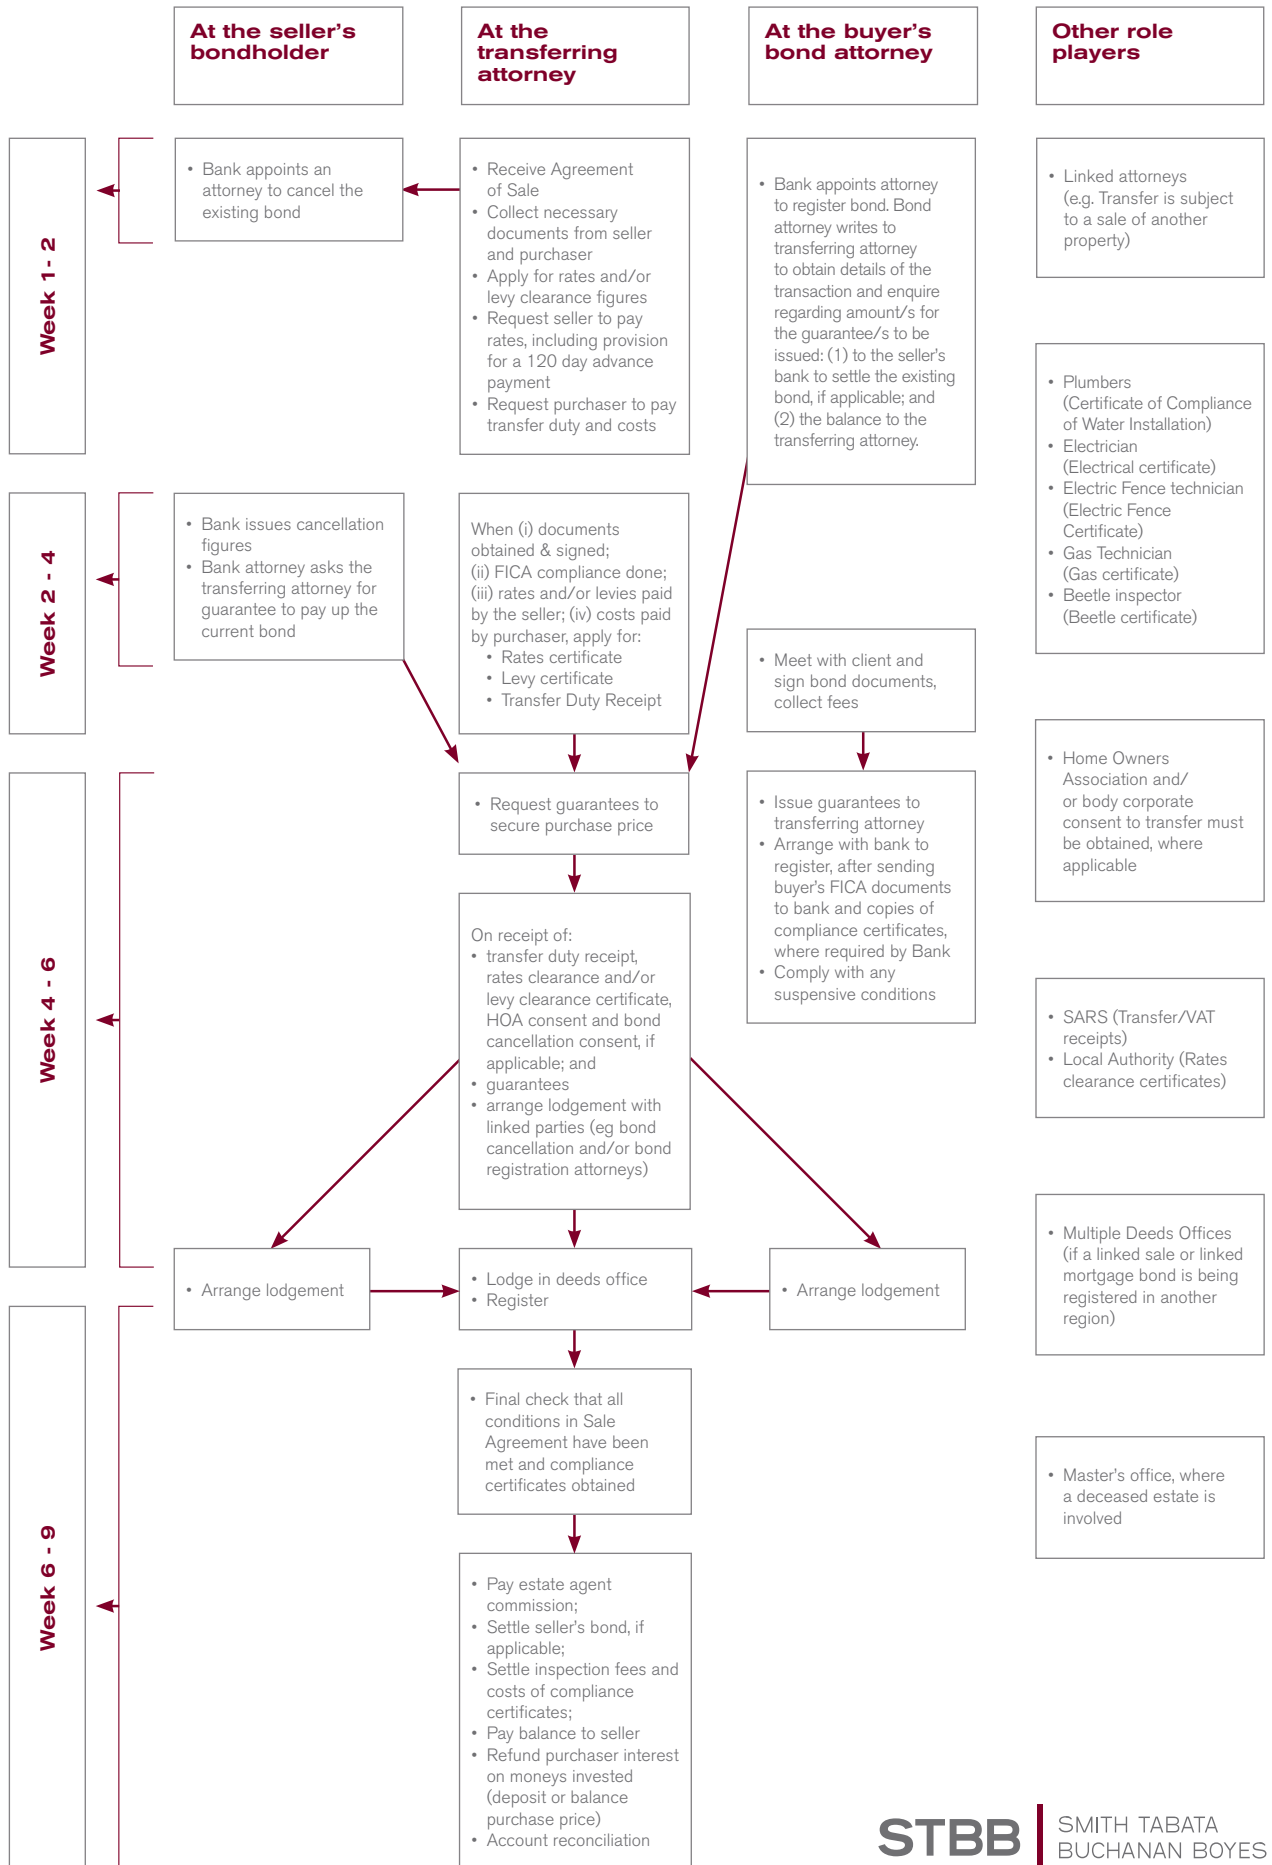 At the seller's
bondholder
At the
transferring
attorney
At the buyer's
bond attorney
Other role
players
Week 1 - 2
• Bank appoints an
attorney to cancel the
existing bond
• Receive Agreement
of Sale
• Collect necessary
documents from seller
and purchaser
• Apply for rates and/or
levy clearance figures
• Request seller to pay
rates, including provision
for a 120 day advance
payment
• Request purchaser to pay
transfer duty and costs
• Bank appoints attorney
to register bond. Bond
attorney writes to
transferring attorney
to obtain details of the
transaction and enquire
regarding amount/s for
the guarantee/s to be
issued: (1) to the seller's
bank to settle the existing
bond, if applicable; and
(2) the balance to the
transferring attorney.
• Linked attorneys
(e.g. Transfer is subject
to a sale of another
property)
• Plumbers
(Certificate of Compliance
of Water Installation)
• Electrician
(Electrical certificate)
• Electric Fence technician
(Electric Fence
Certificate)
• Gas Technician
(Gas certificate)
• Beetle inspector
(Beetle certificate)
Week 2 - 4
• Bank issues cancellation
figures
• Bank attorney asks the
transferring attorney for
guarantee to pay up the
current bond
When (i) documents
obtained & signed;
(ii) FICA compliance done;
(iii) rates and/or levies paid
by the seller; (iv) costs paid
by purchaser, apply for:
• Rates certificate
• Levy certificate
• Transfer Duty Receipt
• Meet with client and
sign bond documents,
collect fees
• Home Owners
Association and/
or body corporate
consent to transfer must
be obtained, where
applicable
Week 4 - 6
• Request guarantees to
secure purchase price
• Issue guarantees to
transferring attorney
• Arrange with bank to
register, after sending
buyer's FICA documents
to bank and copies of
compliance certificates,
where required by Bank
• Comply with any
suspensive conditions
On receipt of:
• transfer duty receipt,
rates clearance and/or
levy clearance certificate,
HOA consent and bond
cancellation consent, if
applicable; and
• guarantees
• arrange lodgement with
linked parties (eg bond
cancellation and/or bond
registration attorneys)
• SARS (Transfer/VAT
receipts)
• Local Authority (Rates
clearance certificates)
• Multiple Deeds Offices
(if a linked sale or linked
mortgage bond is being
registered in another
region)
• Arrange lodgement
• Lodge in deeds office
• Register
• Arrange lodgement
Week 6 - 9
• Final check that all
conditions in Sale
Agreement have been
met and compliance
certificates obtained
• Master's office, where
a deceased estate is
involved
• Pay estate agent
commission;
• Settle seller's bond, if
applicable;
• Settle inspection fees and
costs of compliance
certificates;
• Pay balance to seller
• Refund purchaser interest
on moneys invested
(deposit or balance
purchase price)
• Account reconciliation
STBB
SMITH TABATA
BUCHANAN BOYES